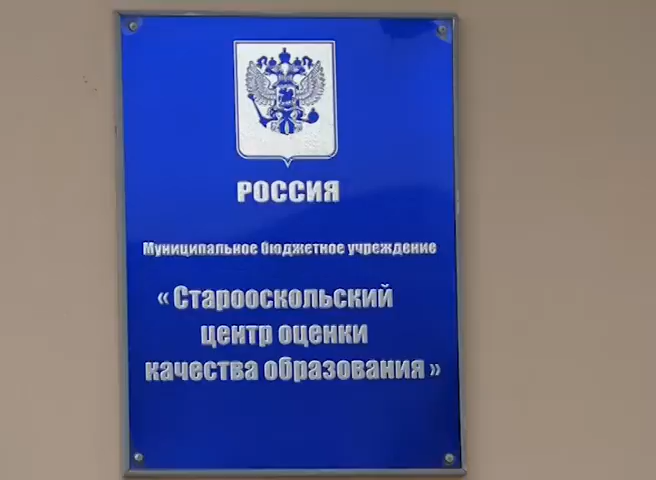 РОССИЯ
Муниципальное бюджетное учреждение
« Старооскольский
центр оценки
качества образования »